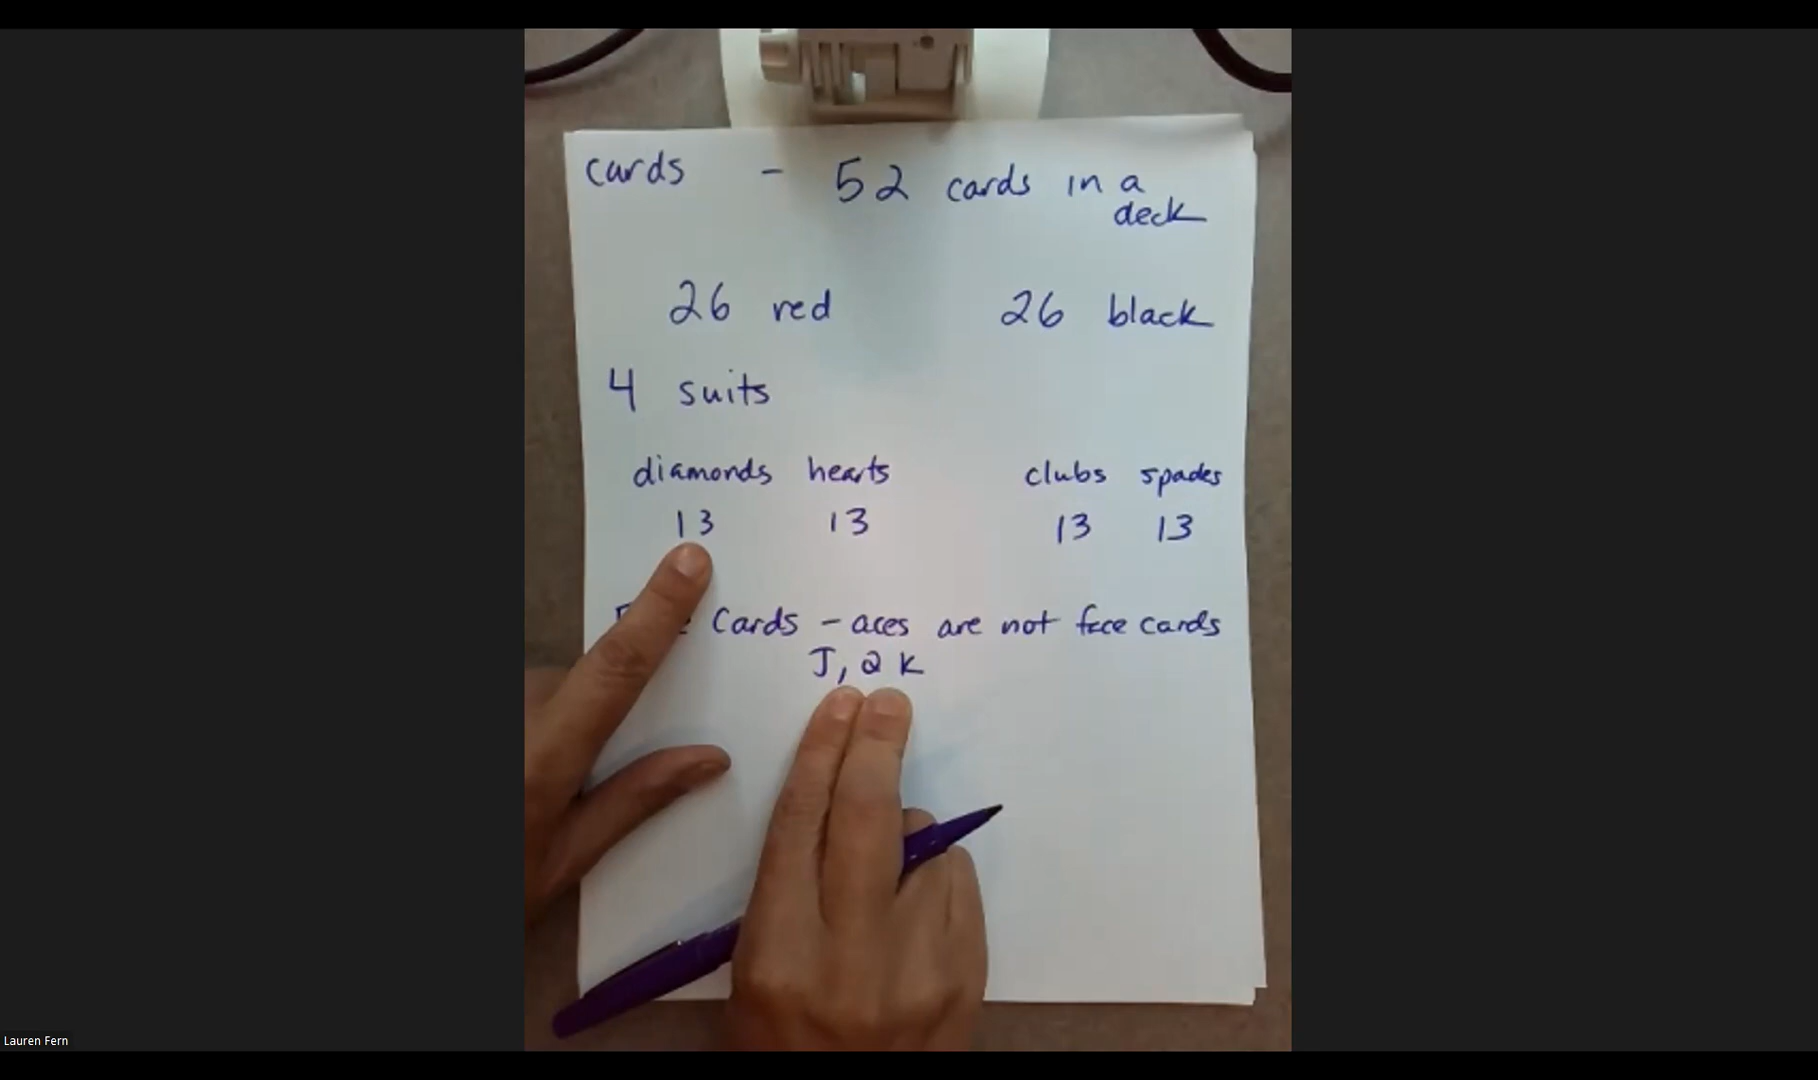 cards - 52 cards in a
deck
26 red 26 black
4 suits
diamonds hearts clubs spades
13 13 13 13
Cards - aces are not face cards
J, Q K
Lauren Fern